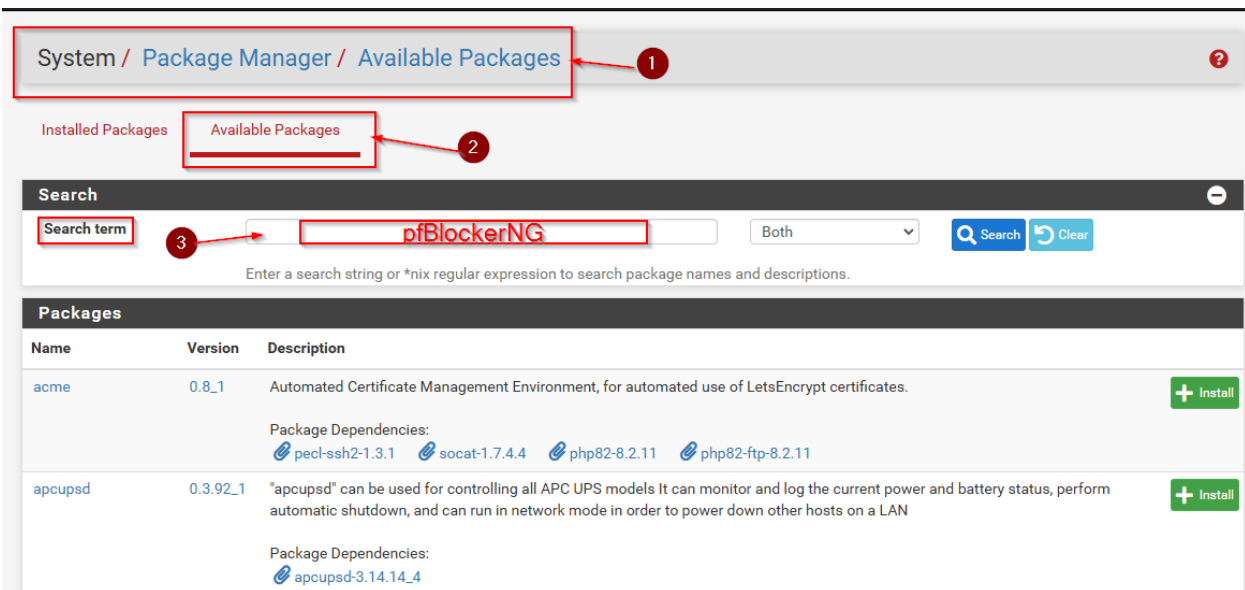 System / Package Manager / Available Packages
1
?
Installed Packages
Available Packages
2
Search
Search term
3
pfBlockerNG
Both
Search
Clear
Enter a search string or *nix regular expression to search package names and descriptions.
Packages
Name Version Description
acme 0.8_1 Automated Certificate Management Environment, for automated use of LetsEncrypt certificates.
Install
Package Dependencies:
pecl-ssh2-1.3.1 socat-1.7.4.4 php82-8.2.11 php82-ftp-8.2.11
apcupsd 0.3.92_1 "apcupsd" can be used for controlling all APC UPS models It can monitor and log the current power and battery status, perform
Install
automatic shutdown, and can run in network mode in order to power down other hosts on a LAN
Package Dependencies:
apcupsd-3.14.14_4